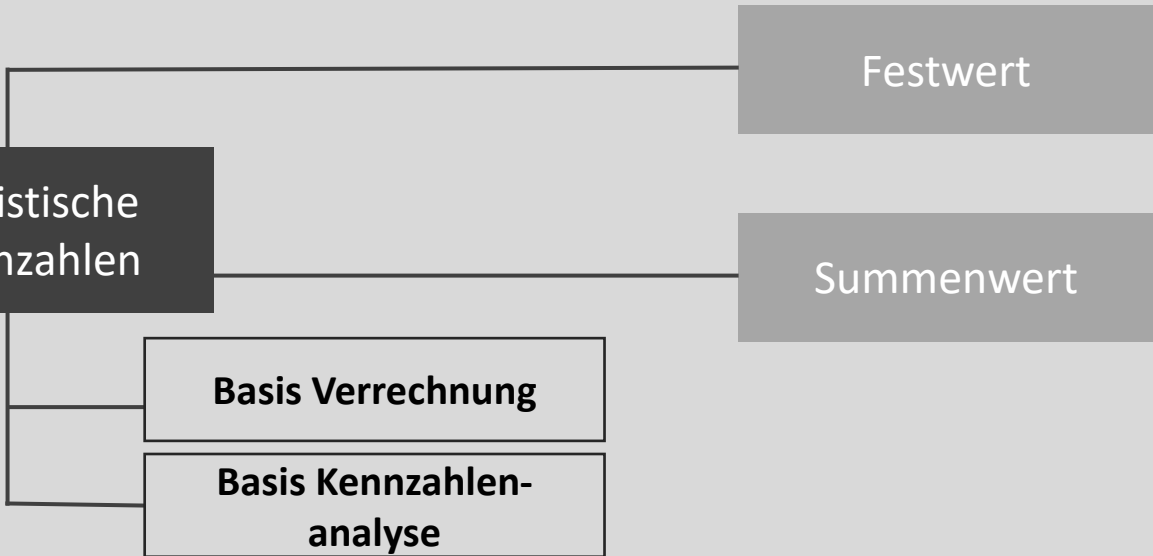 Festwert
istische
nzahlen
Summenwert
Basis Verrechnung
Basis Kennzahlen-
analyse